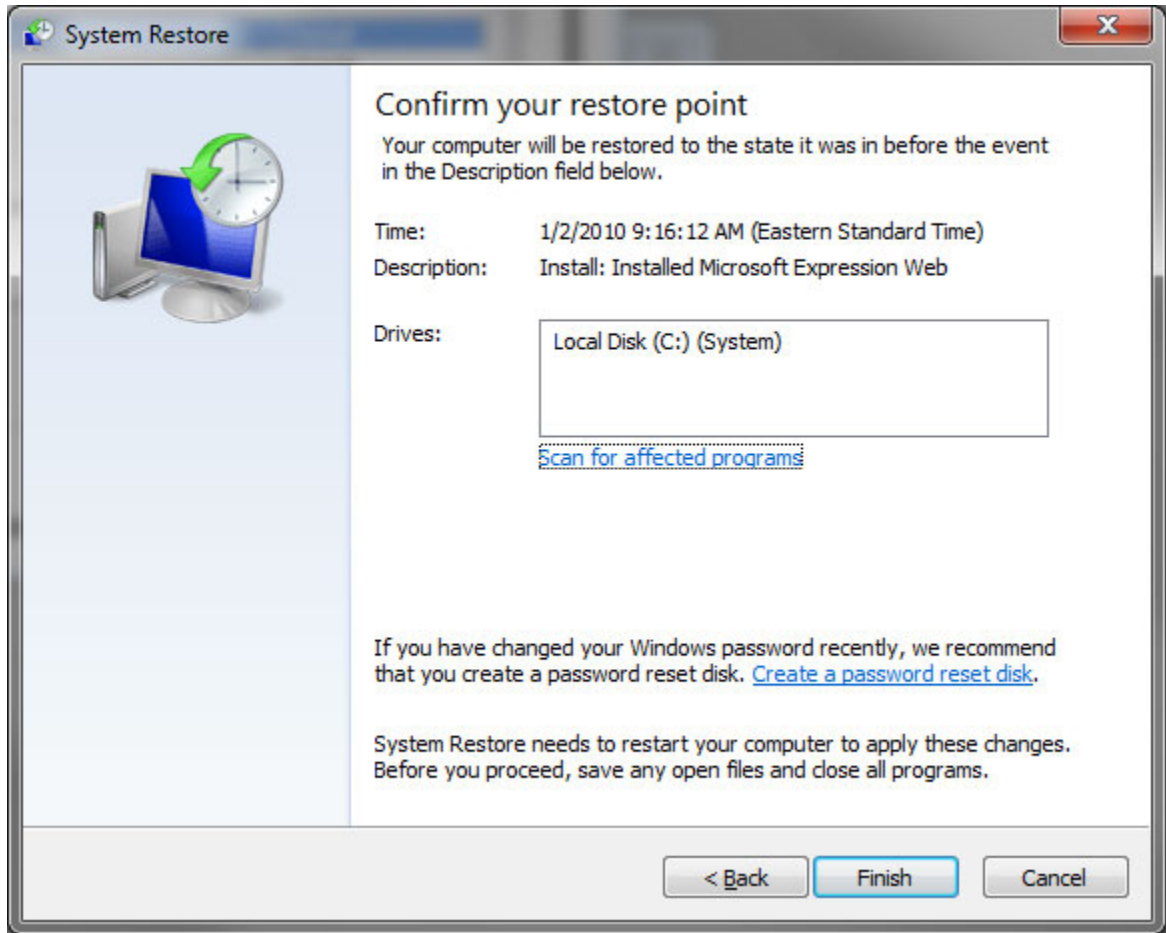 System Restore
Confirm your restore point
Your computer will be restored to the state it was in before the event
in the Description field below.
Time: 1/2/2010 9:16:12 AM (Eastern Standard Time)
Description: Install: Installed Microsoft Expression Web
Drives: Local Disk (C:) (System)
Scan for affected programs
If you have changed your Windows password recently, we recommend
that you create a password reset disk. Create a password reset disk.
System Restore needs to restart your computer to apply these changes.
Before you proceed, save any open files and close all programs.
< Back Finish Cancel